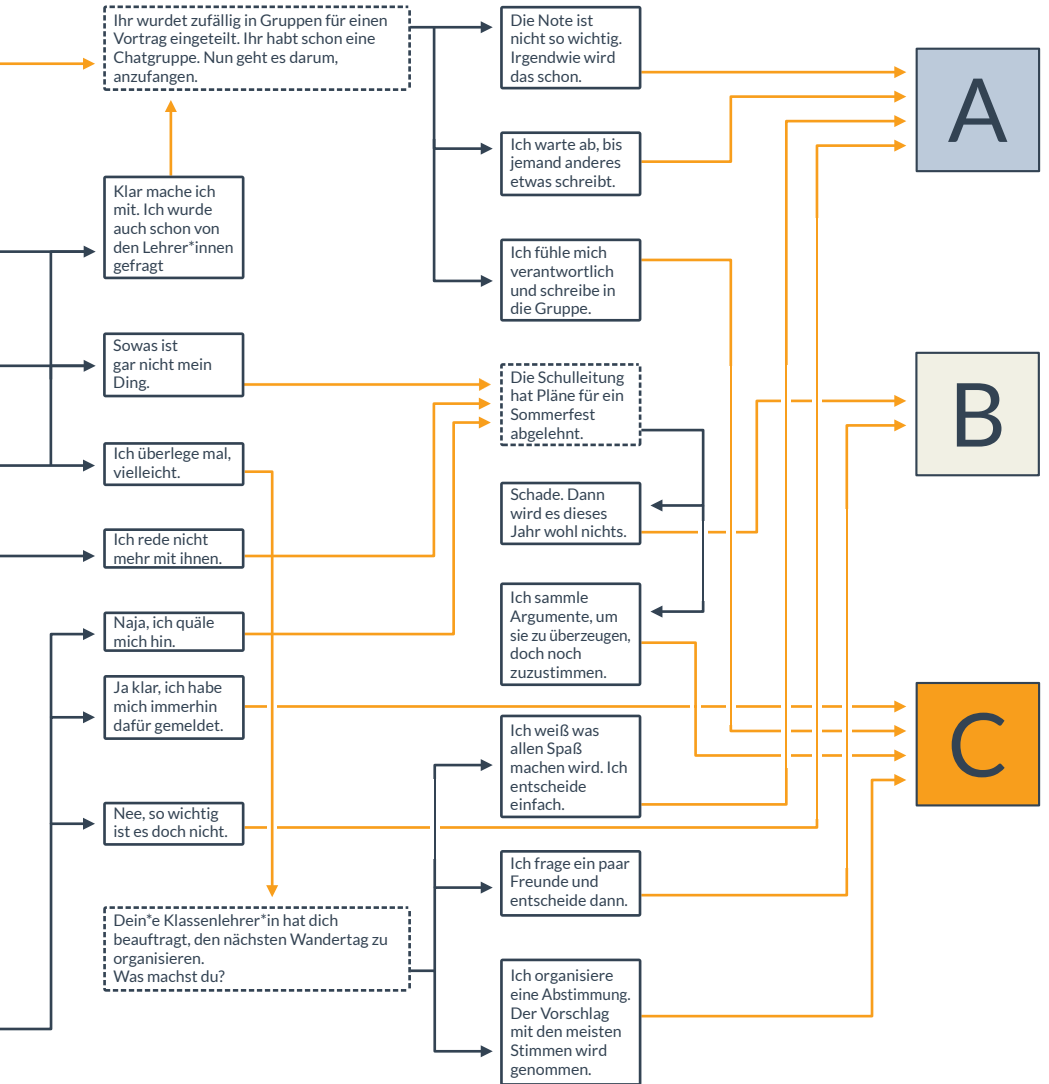 Ihr wurdet zufällig in Gruppen für einen
Vortrag eingeteilt. Ihr habt schon eine
Chatgruppe. Nun geht es darum,
anzufangen.
Klar mache ich
mit. Ich wurde
auch schon von
den Lehrer*innen
gefragt
Sowas ist
gar nicht mein
Ding.
Ich überlege mal,
vielleicht.
Ich rede nicht
mehr mit ihnen.
Naja, ich quäle
mich hin.
Ja klar, ich habe
mich immerhin
dafür gemeldet.
Nee, so wichtig
ist es doch nicht.
Dein*e Klassenlehrer*in hat dich
beauftragt, den nächsten Wandertag zu
organisieren.
Was machst du?
Die Note ist
nicht so wichtig.
Irgendwie wird
das schon.
Ich warte ab, bis
jemand anderes
etwas schreibt.
Ich fühle mich
verantwortlich
und schreibe in
die Gruppe.
Die Schulleitung
hat Pläne für ein
Sommerfest
abgelehnt.
Schade. Dann
wird es dieses
Jahr wohl nichts.
Ich sammle
Argumente, um
sie zu überzeugen,
doch noch
zuzustimmen.
Ich weiß was
allen Spaß
machen wird. Ich
entscheide
einfach.
Ich frage ein paar
Freunde und
entscheide dann.
Ich organisiere
eine Abstimmung.
Der Vorschlag
mit den meisten
Stimmen wird
genommen.
A
B
C